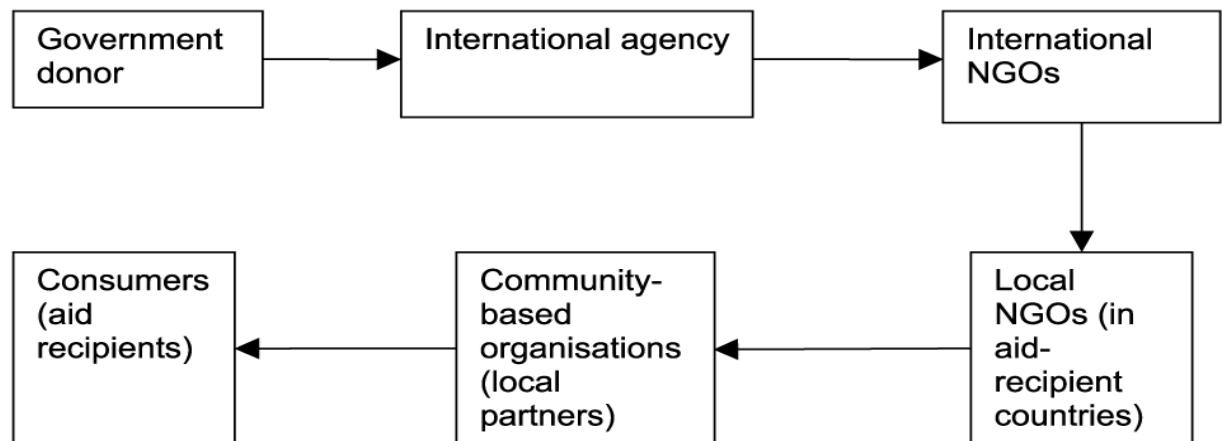 Government
donor
International agency
International
NGOs
Consumers
(aid
recipients)
Community-
based
organisations
(local
partners)
Local
NGOs (in
aid-
recipient
countries)